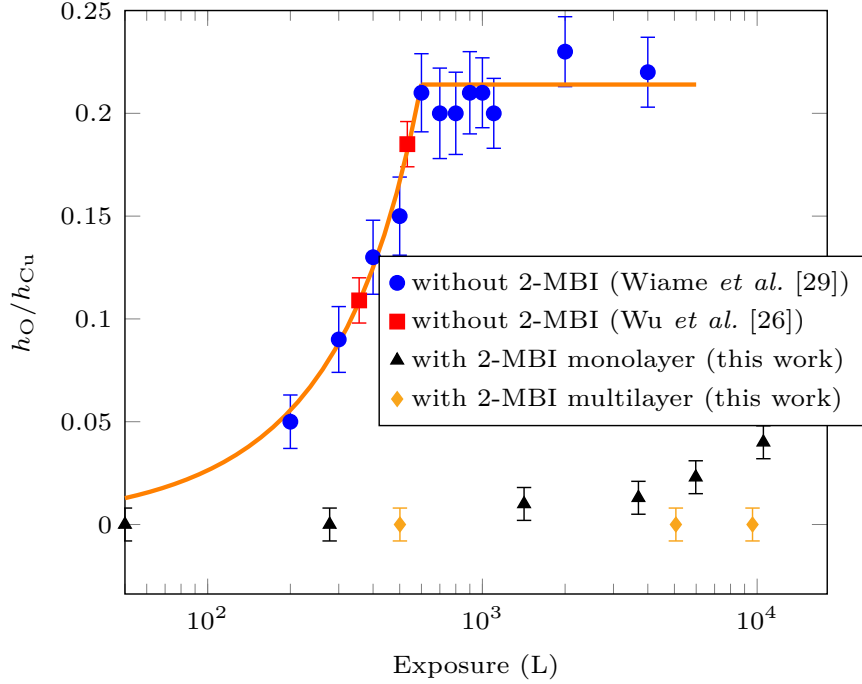 0.25
0.2
0.15
0.1
0.05
0
h_O/h_Cu
without 2-MBI (Wiame et al. [29])
without 2-MBI (Wu et al. [26])
with 2-MBI monolayer (this work)
with 2-MBI multilayer (this work)
10^2 10^3 10^4
Exposure (L)